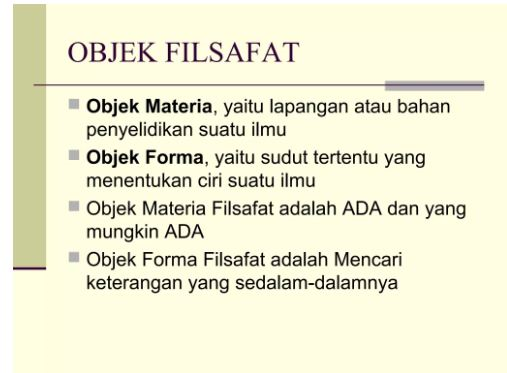 OBJEK FILSAFAT
Objek Materia, yaitu lapangan atau bahan
penyelidikan suatu ilmu
Objek Forma, yaitu sudut tertentu yang
menentukan ciri suatu ilmu
Objek Materia Filsafat adalah ADA dan yang
mungkin ADA
Objek Forma Filsafat adalah Mencari
keterangan yang sedalam-dalamnya